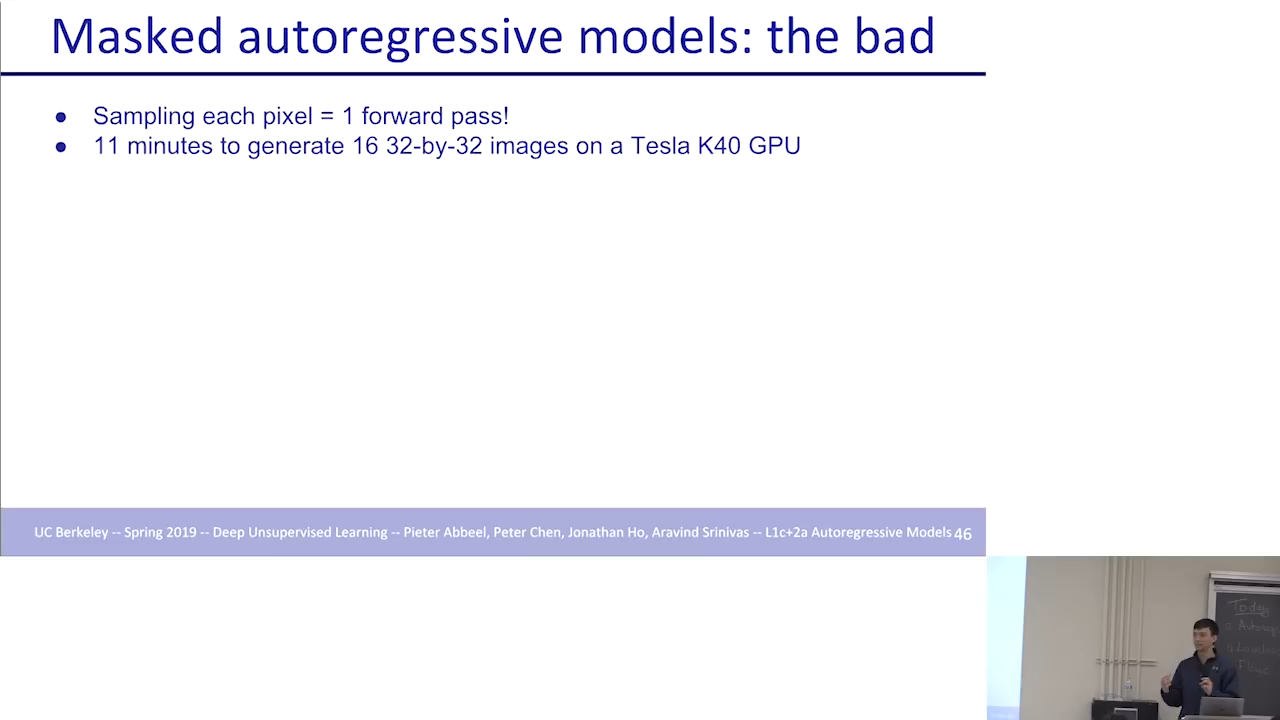 Masked autoregressive models: the bad
● Sampling each pixel = 1 forward pass!
● 11 minutes to generate 16 32-by-32 images on a Tesla K40 GPU
UC Berkeley -- Spring 2019 -- Deep Unsupervised Learning -- Pieter Abbeel, Peter Chen, Jonathan Ho, Aravind Srinivas -- L1c+2a Autoregressive Models 46
Today